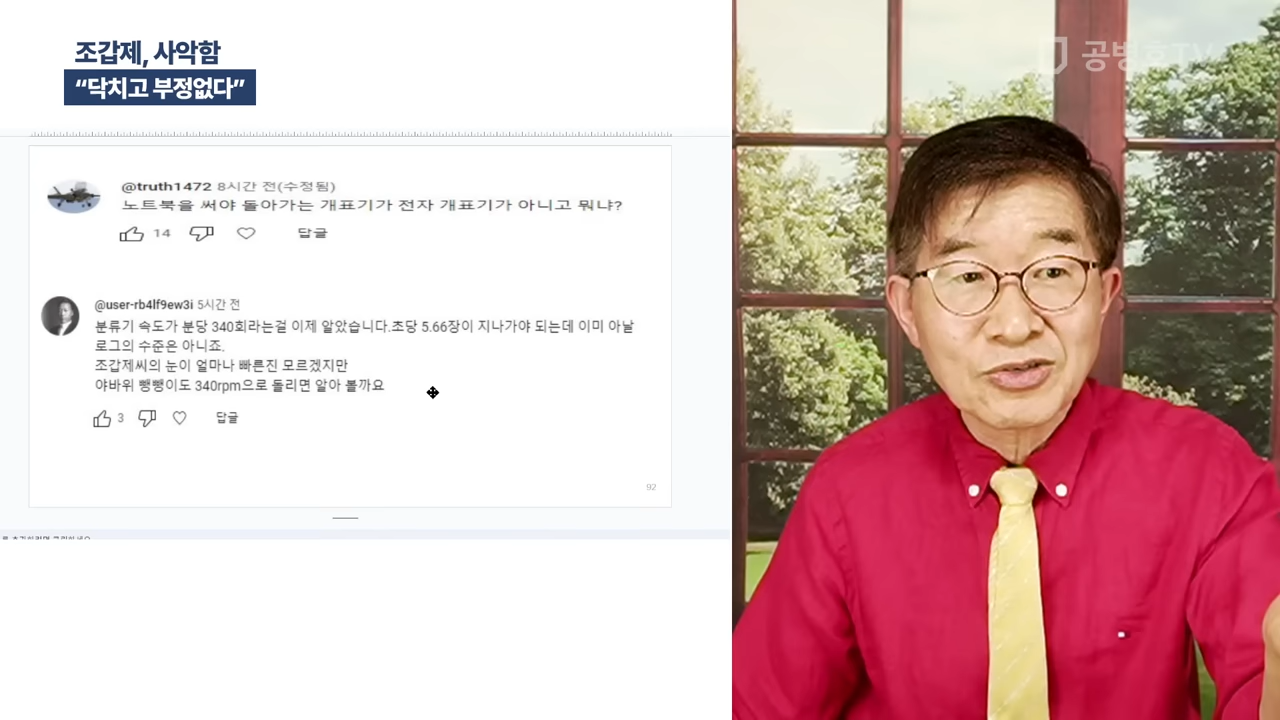 조갑제, 사악함
“닥치고 부정없다”
공병호TV
@truth1472 8시간 전(수정됨)
노트북을 써야 돌아가는 개표기가 전자 개표기가 아니고 뭐냐?
14 답글
@user-rb4lf9ew3i 5시간 전
분류기 속도가 분당 340회라는걸 이제 알았습니다.초당 5.66장이 지나가야 되는데 이미 아날
로그의 수준은 아니죠.
조갑제씨의 눈이 얼마나 빠른진 모르겠지만
야바위 뺑뺑이도 340rpm으로 돌리면 알아 볼까요
3 답글
92